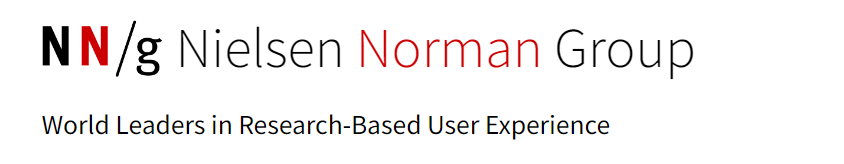 NN/g Nielsen Norman Group
World Leaders in Research-Based User Experience